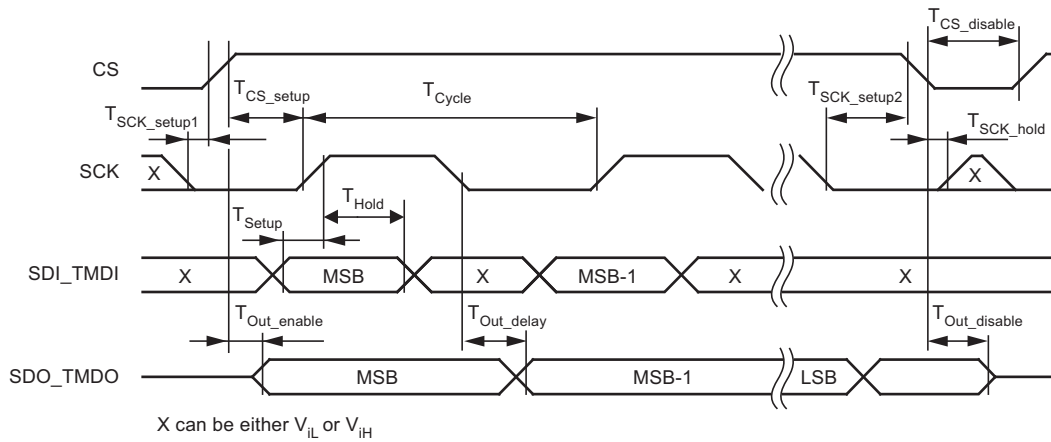 T_CS_disable
CS
T_CS_setup
T_Cycle
T_SCK_setup2
T_SCK_setup1
T_SCK_hold
SCK
X
X
T_Setup
T_Hold
SDI_TMDI
X
MSB
X
MSB-1
X
X
T_Out_enable
T_Out_delay
T_Out_disable
SDO_TMDO
MSB
MSB-1
LSB
X can be either V_iL or V_iH